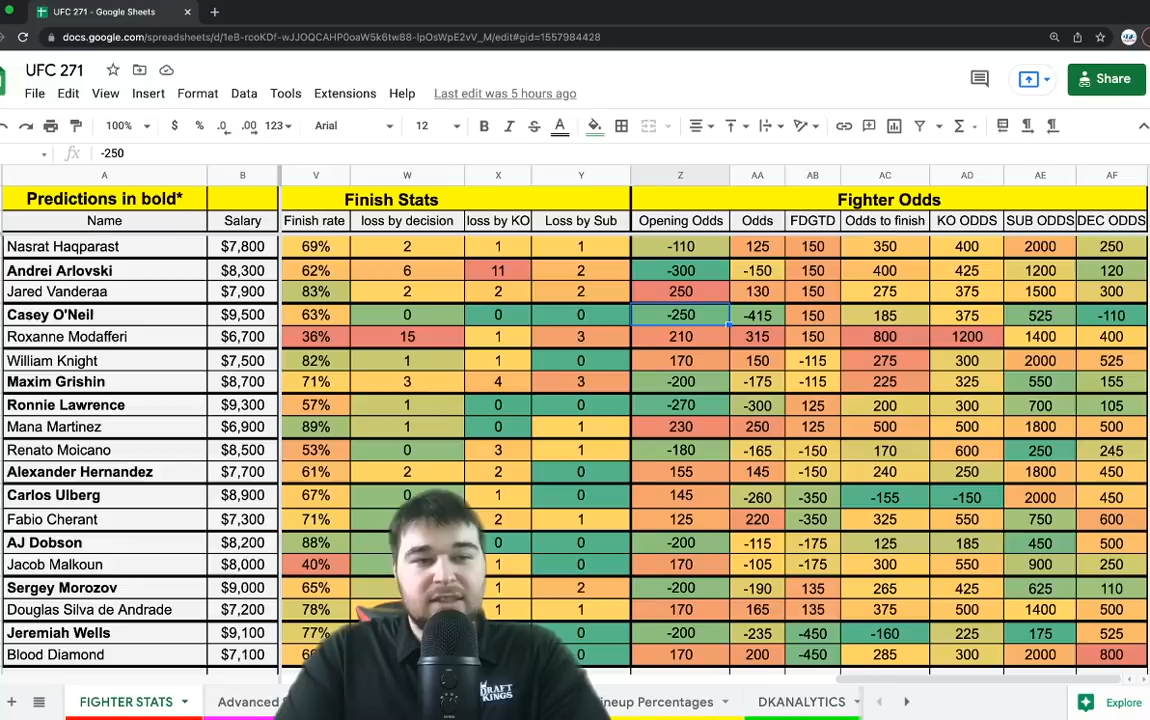 UFC 271 - Google Sheets
docs.google.com/spreadsheets/d/1eB-rcoKDf-wJJOQCAHP0oaW5k6tw88-lpOsWpE2vV_M/edit#gid=1557984428
UFC 271
File Edit View Insert Format Data Tools Extensions Help Last edit was 5 hours ago
Share
100% $ % .0 .00 123 Arial 12 B I S A
fx -250
A B V W X Y Z AA AB AC AD AE AF
Predictions in bold* Finish Stats Fighter Odds
Name Salary Finish rate loss by decision loss by KO Loss by Sub Opening Odds Odds FDGTD Odds to finish KO ODDS SUB ODDS DEC ODDS
Nasrat Haqparast $7,800 69% 2 1 1 -110 125 150 350 400 2000 250
Andrei Arlovski $8,300 62% 6 11 2 -300 -150 150 400 425 1200 120
Jared Vanderaa $7,900 83% 2 2 2 250 130 150 275 375 1500 300
Casey O'Neil $9,500 63% 0 0 0 -250 -415 150 185 375 525 -110
Roxanne Modafferi $6,700 36% 15 1 3 210 315 150 800 1200 1400 400
William Knight $7,500 82% 1 1 0 170 150 -115 275 300 2000 525
Maxim Grishin $8,700 71% 3 4 3 -200 -175 -115 225 325 550 155
Ronnie Lawrence $9,300 57% 1 0 0 -270 -300 125 200 300 700 105
Mana Martinez $6,900 89% 1 0 1 230 250 125 500 500 1800 500
Renato Moicano $8,500 53% 0 3 1 -180 -165 -150 170 600 250 245
Alexander Hernandez $7,700 61% 2 2 0 155 145 -150 240 250 1800 450
Carlos Ulberg $8,900 67% 0 1 0 145 -260 -350 -155 -150 2000 450
Fabio Cherant $7,300 71% 2 1 125 220 -350 325 550 750 600
AJ Dobson $8,200 88% 0 0 -200 -115 -175 125 185 450 500
Jacob Malkoun $8,000 40% 1 0 170 -105 -175 300 550 900 250
Sergey Morozov $9,000 65% 1 2 -200 -190 135 265 425 625 110
Douglas Silva de Andrade $7,200 78% 1 1 170 165 135 375 500 1400 500
Jeremiah Wells $9,100 77% 0 -200 -235 -450 -160 225 175 525
Blood Diamond $7,100 0 170 200 -450 285 300 2000 800
DRAFT KINGS
FIGHTER STATS Advanced Lineup Percentages DKANALYTICS Explore